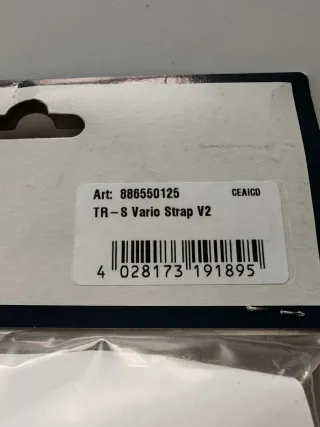 Art: 886550125 CEAICD
TR-S Vario Strap V2
4 028173 191895